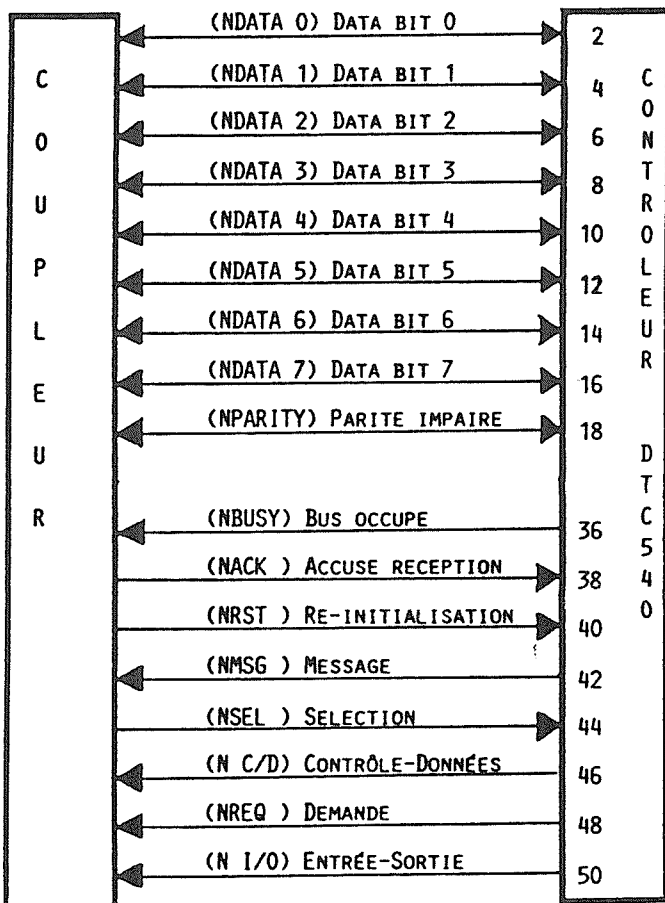 COUPLEUR
(NDATA 0) DATA BIT 0 2
(NDATA 1) DATA BIT 1 4
(NDATA 2) DATA BIT 2 6
(NDATA 3) DATA BIT 3 8
(NDATA 4) DATA BIT 4 10
(NDATA 5) DATA BIT 5 12
(NDATA 6) DATA BIT 6 14
(NDATA 7) DATA BIT 7 16
(NPARITY) PARITE IMPAIRE 18
(NBUSY) BUS OCCUPE 36
(NACK ) ACCUSE RECEPTION 38
(NRST ) RE-INITIALISATION 40
(NMSG ) MESSAGE 42
(NSEL ) SELECTION 44
(N C/D) CONTRÔLE-DONNÉES 46
(NREQ ) DEMANDE 48
(N I/O) ENTRÉE-SORTIE 50
CONTROLEUR DTC540